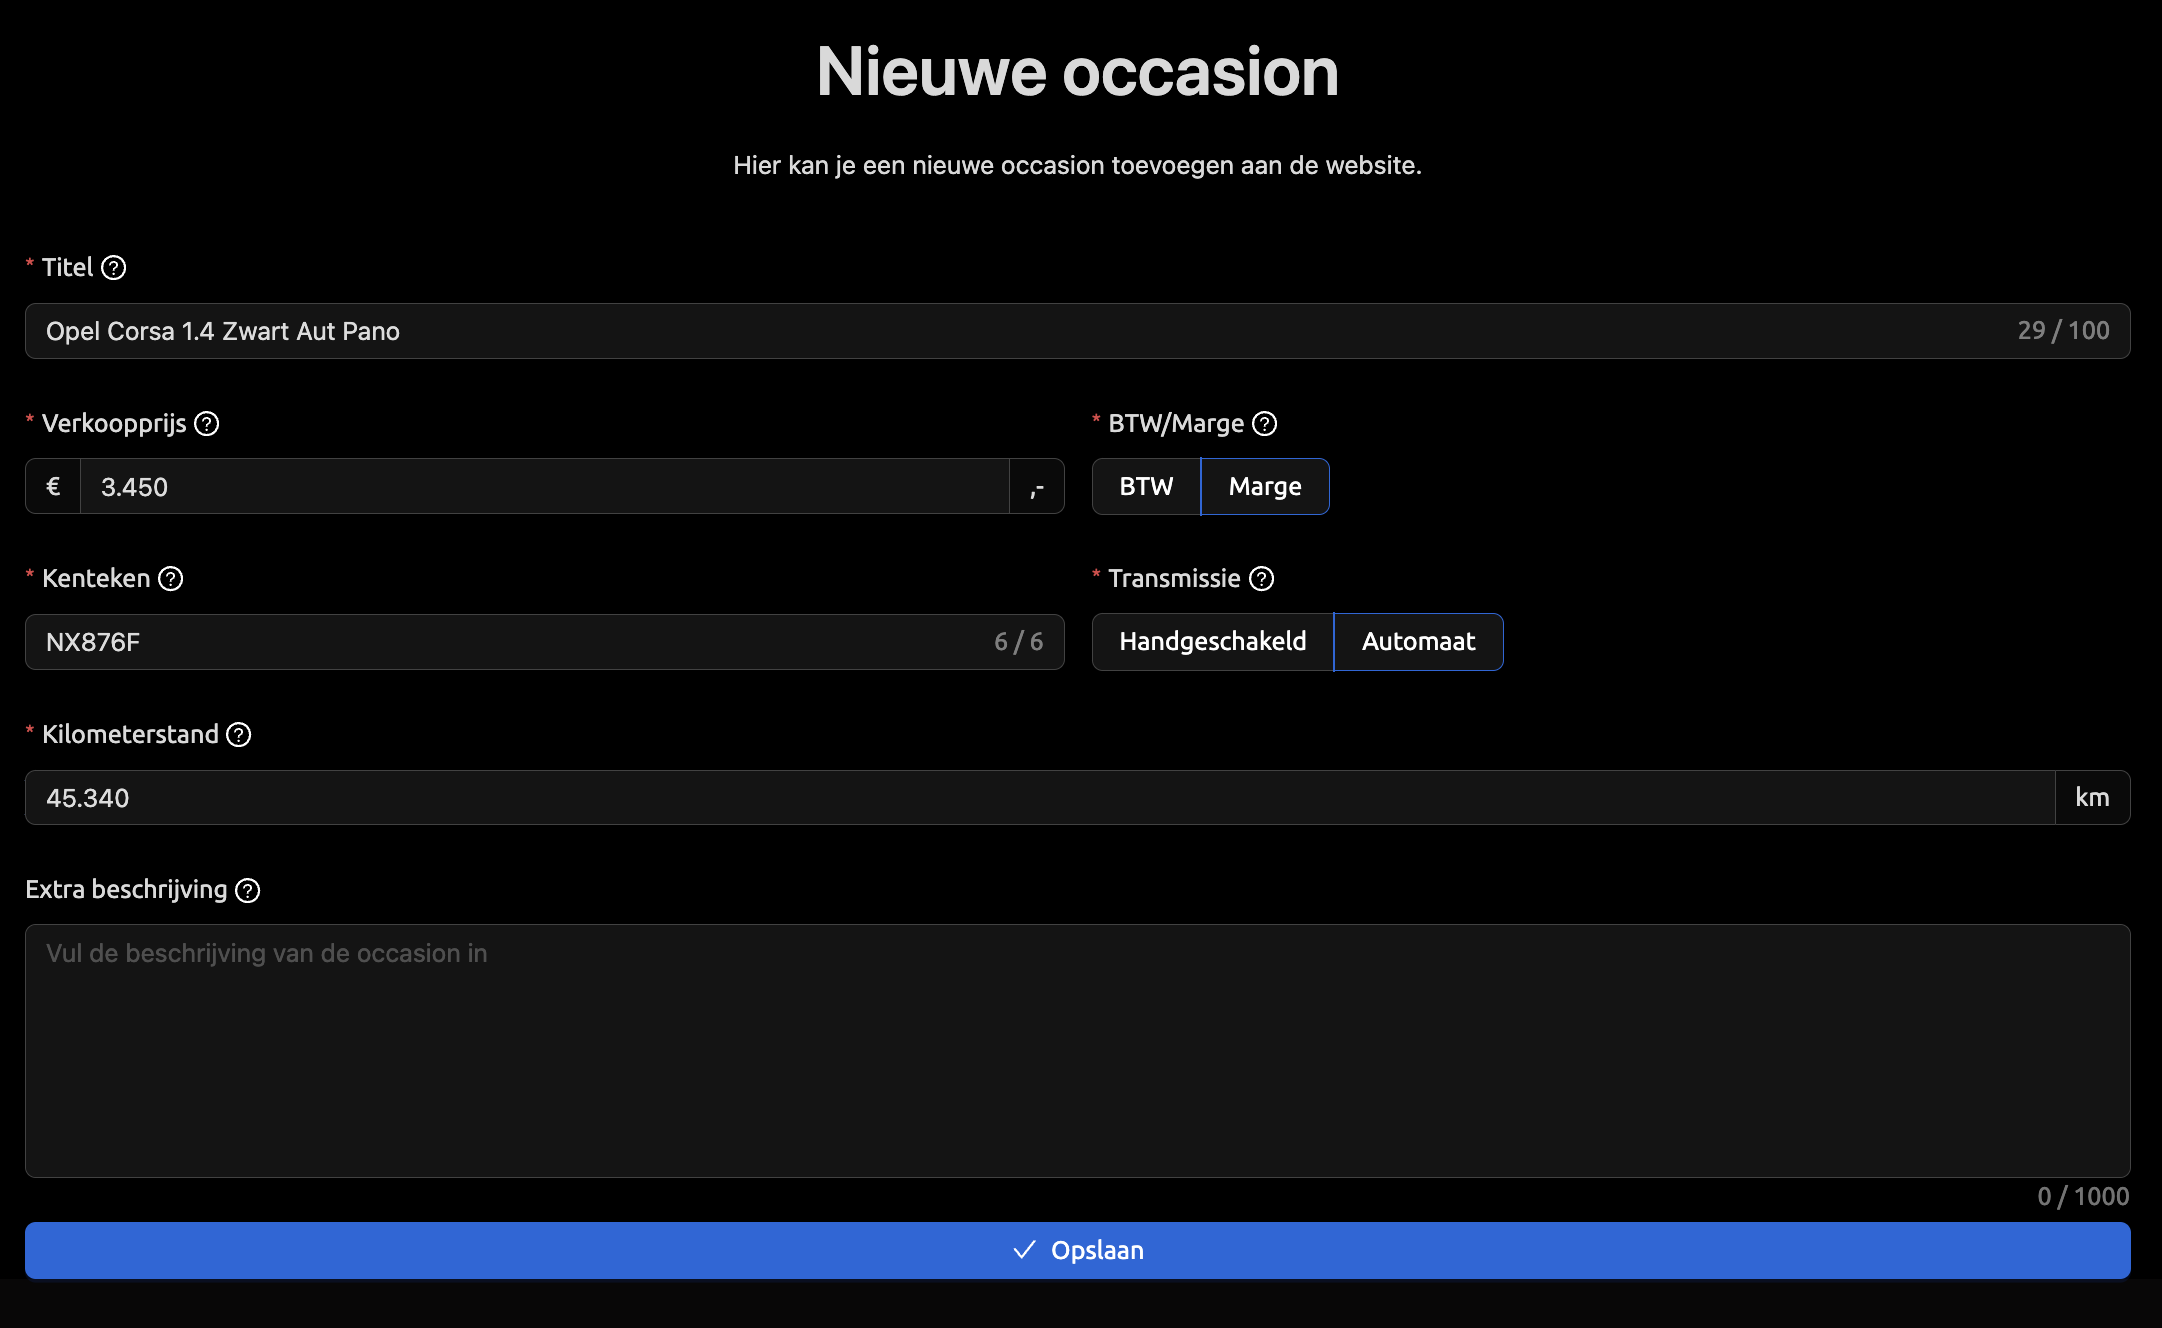 Nieuwe occasion
Hier kan je een nieuwe occasion toevoegen aan de website.
* Titel ?
Opel Corsa 1.4 Zwart Aut Pano 29 / 100
* Verkoopprijs ? * BTW/Marge ?
€ 3.450 ,- BTW Marge
* Kenteken ? * Transmissie ?
NX876F 6 / 6 Handgeschakeld Automaat
* Kilometerstand ?
45.340 km
Extra beschrijving ?
Vul de beschrijving van de occasion in
0 / 1000
Opslaan